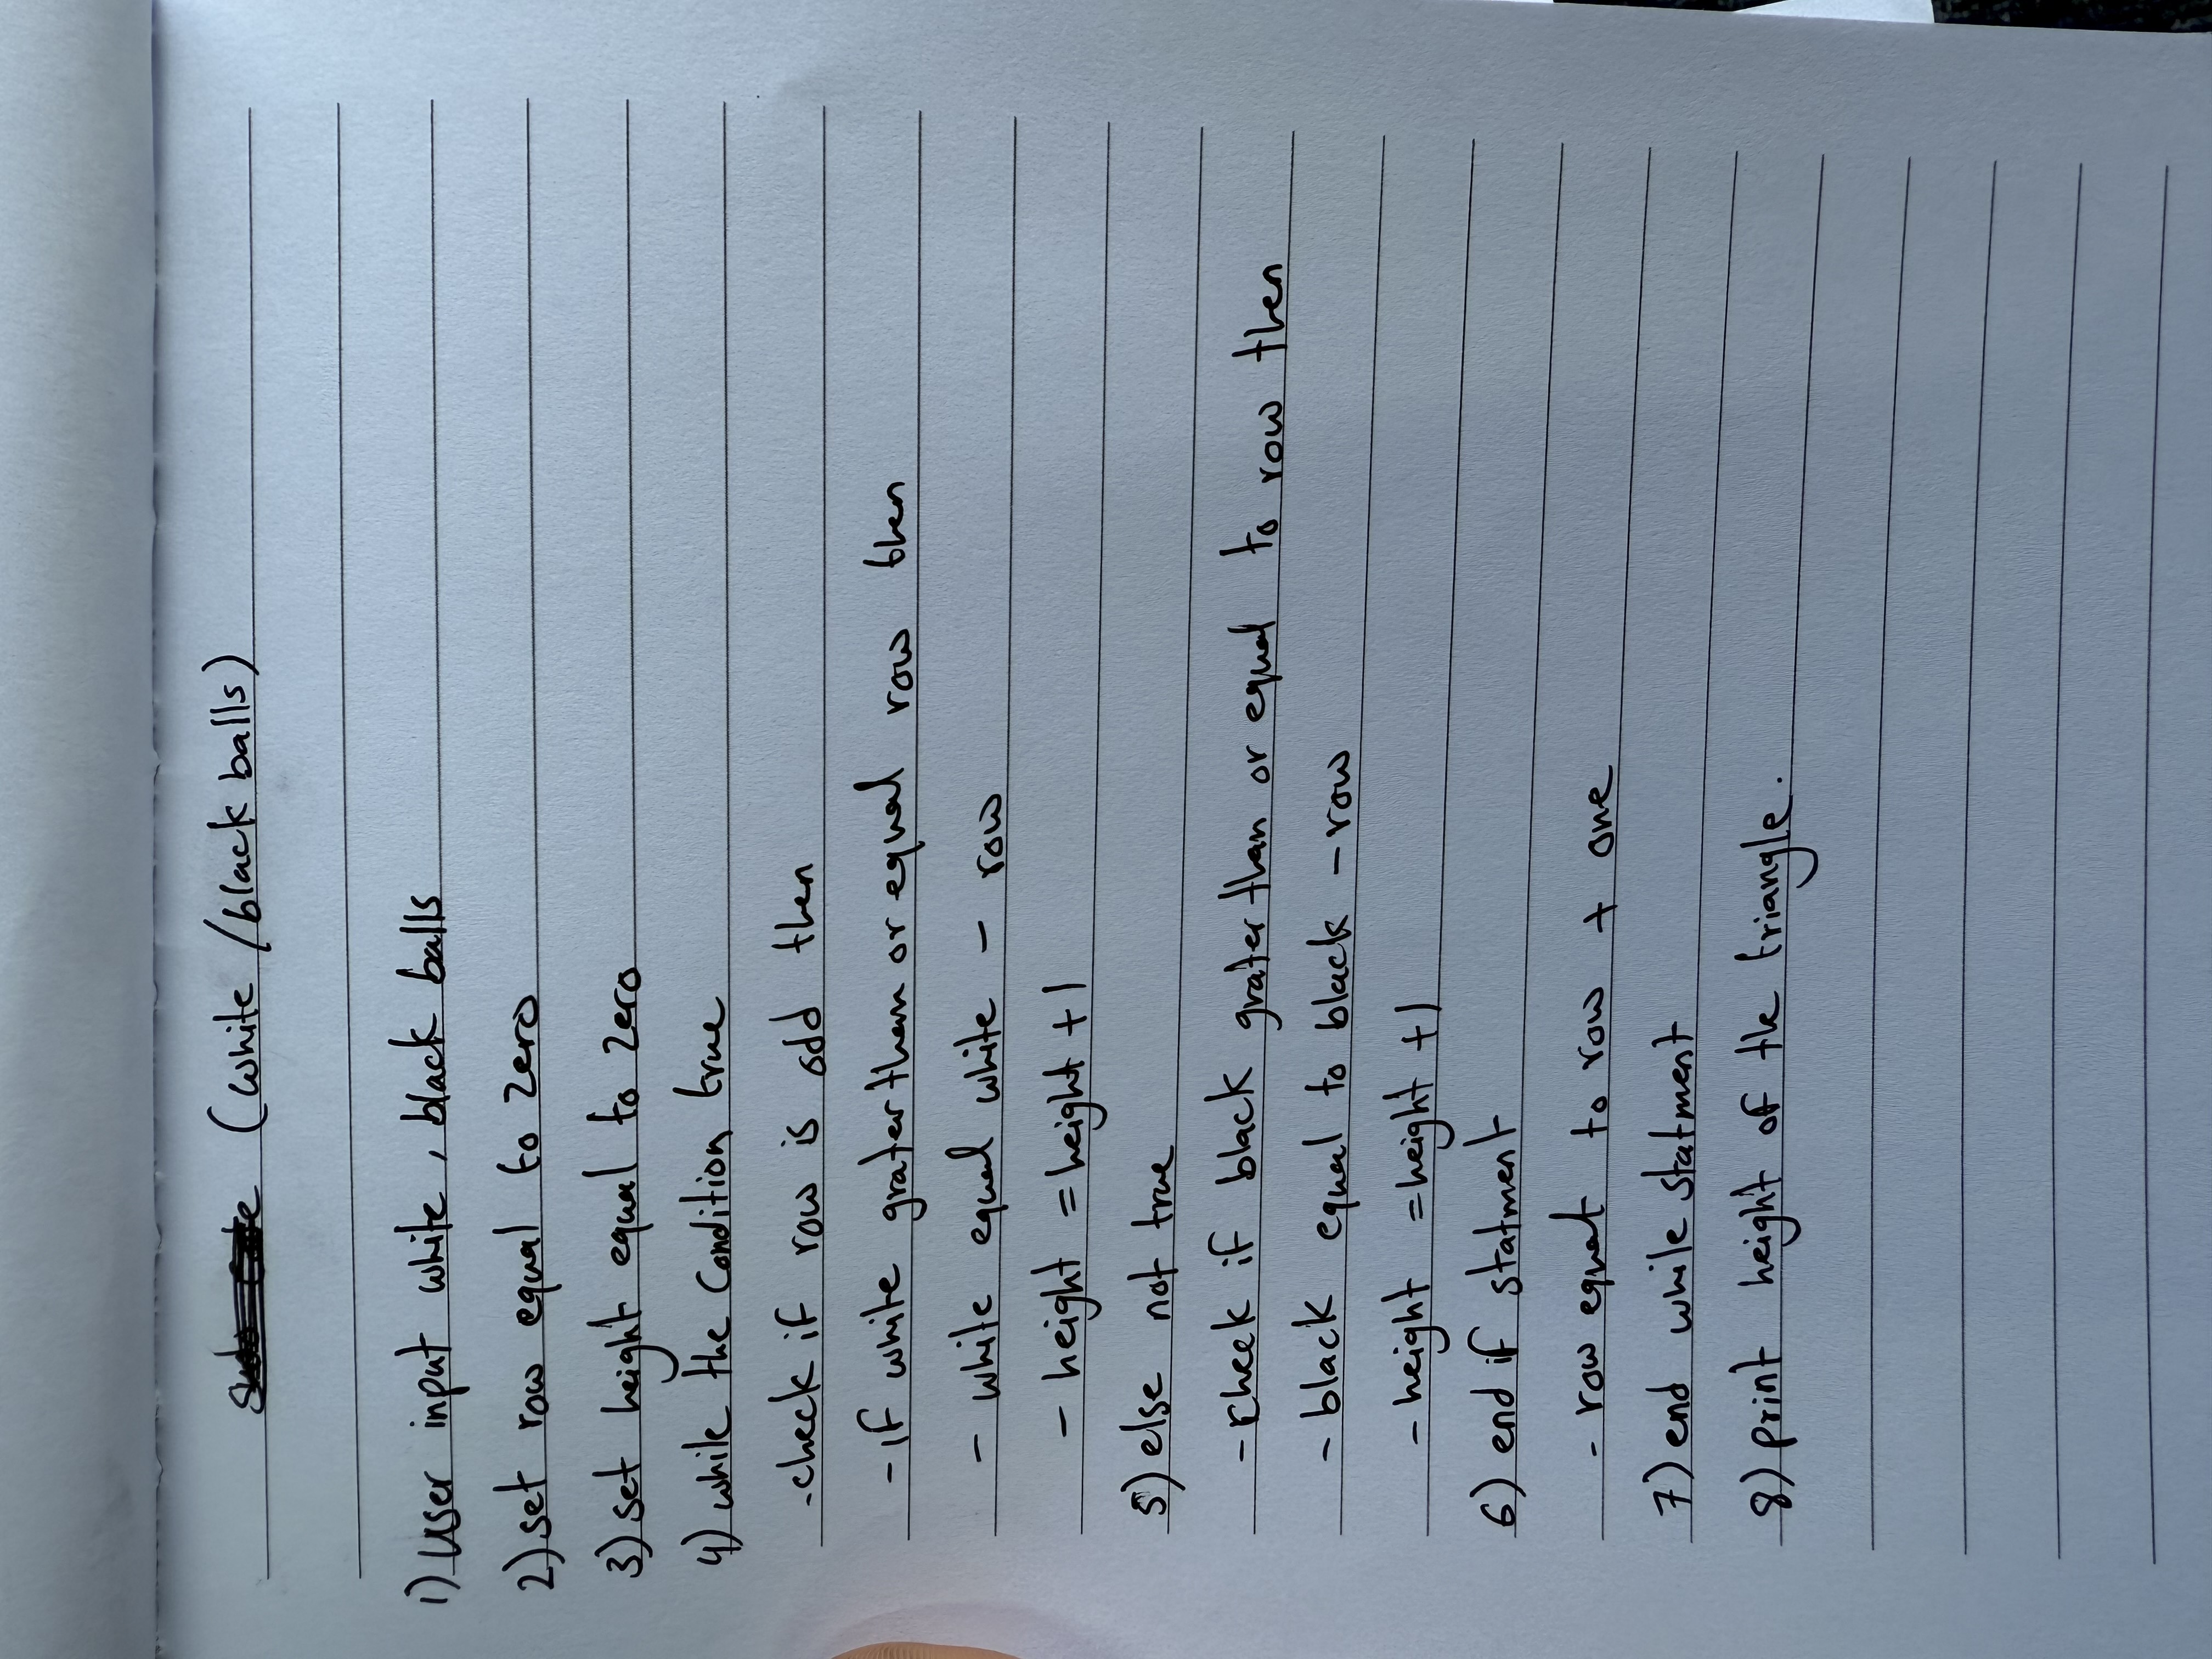 (white /black balls)
1) User input white, black balls
2) set row equal to zero
3) set height equal to zero
4) while the Condition true
-check if row is odd then
- if white grater than or equal row then
- white equal white - row
- height = height + 1
5) else not true
- check if black grater than or equal to row then
- black equal to black - row
- height = height + 1
6) end if statment
- row equal to row + one
7) end while statment
8) print height of the triangle.